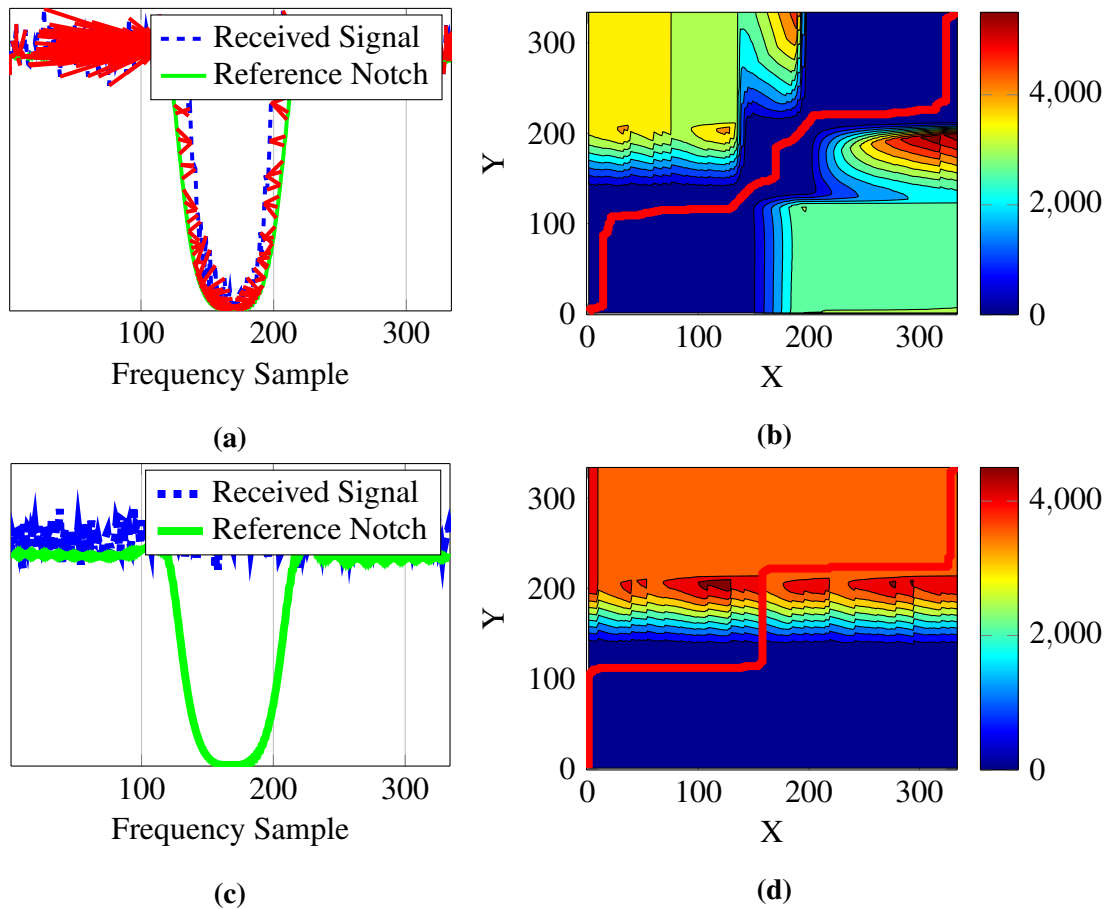 Received Signal
Reference Notch
100 200 300
Frequency Sample
(a)
300
200
100
0
Y
0 100 200 300
X
4,000
2,000
0
(b)
Received Signal
Reference Notch
100 200 300
Frequency Sample
(c)
300
200
100
0
Y
0 100 200 300
X
4,000
2,000
0
(d)